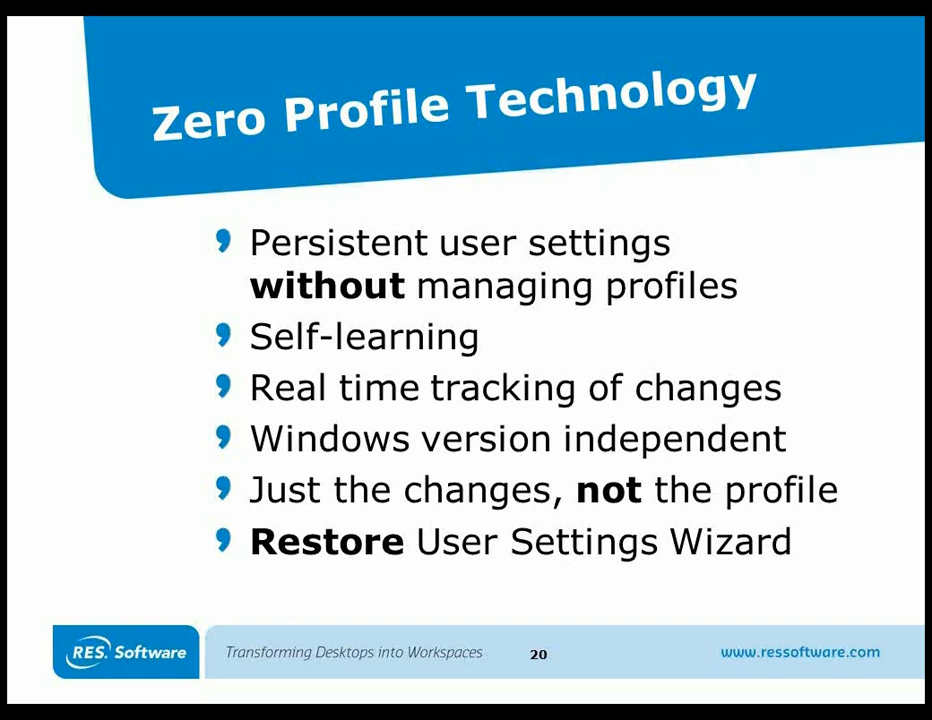 Zero Profile Technology
Persistent user settings
without managing profiles
Self-learning
Real time tracking of changes
Windows version independent
Just the changes, not the profile
Restore User Settings Wizard
RES. Software
Transforming Desktops into Workspaces
20
www.ressoftware.com